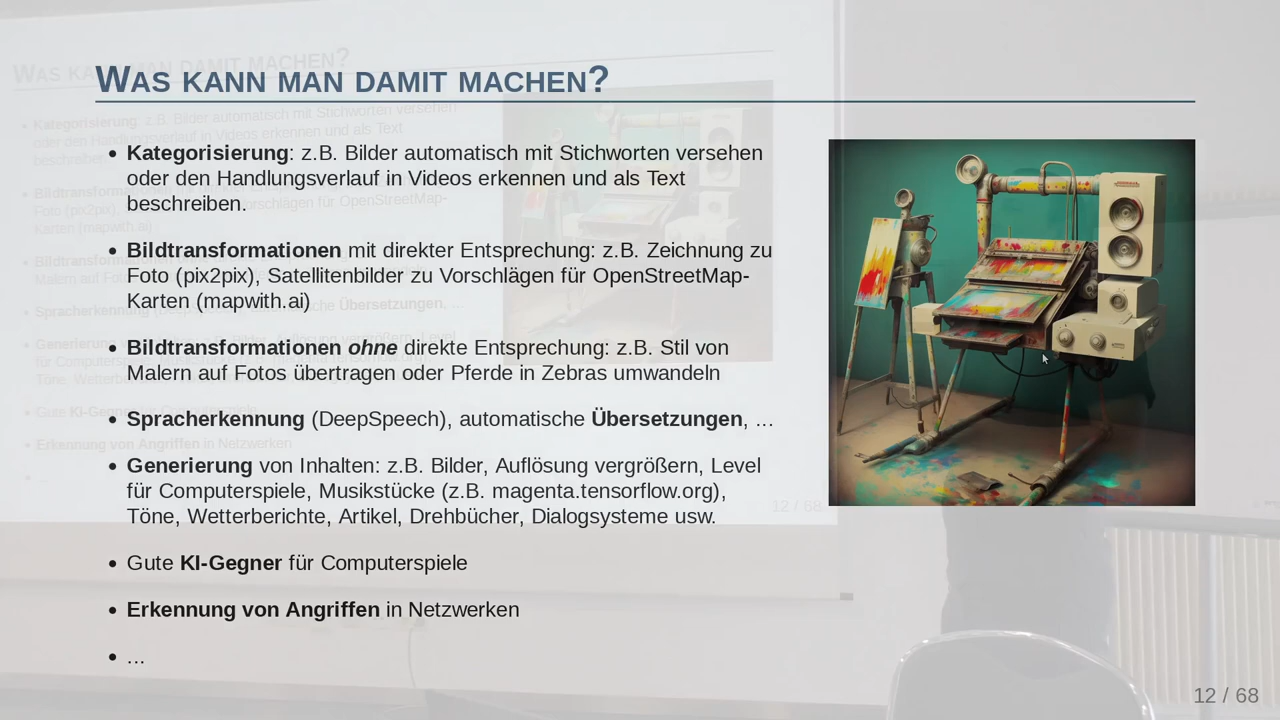 Was kann man damit machen?
• Kategorisierung: z.B. Bilder automatisch mit Stichworten versehen
oder den Handlungsverlauf in Videos erkennen und als Text
beschreiben.
• Bildtransformationen mit direkter Entsprechung: z.B. Zeichnung zu
Foto (pix2pix), Satellitenbilder zu Vorschlägen für OpenStreetMap-
Karten (mapwith.ai)
• Bildtransformationen ohne direkte Entsprechung: z.B. Stil von
Malern auf Fotos übertragen oder Pferde in Zebras umwandeln
• Spracherkennung (DeepSpeech), automatische Übersetzungen, ...
• Generierung von Inhalten: z.B. Bilder, Auflösung vergrößern, Level
für Computerspiele, Musikstücke (z.B. magenta.tensorflow.org),
Töne, Wetterberichte, Artikel, Drehbücher, Dialogsysteme usw.
• Gute KI-Gegner für Computerspiele
• Erkennung von Angriffen in Netzwerken
• ...
12 / 68